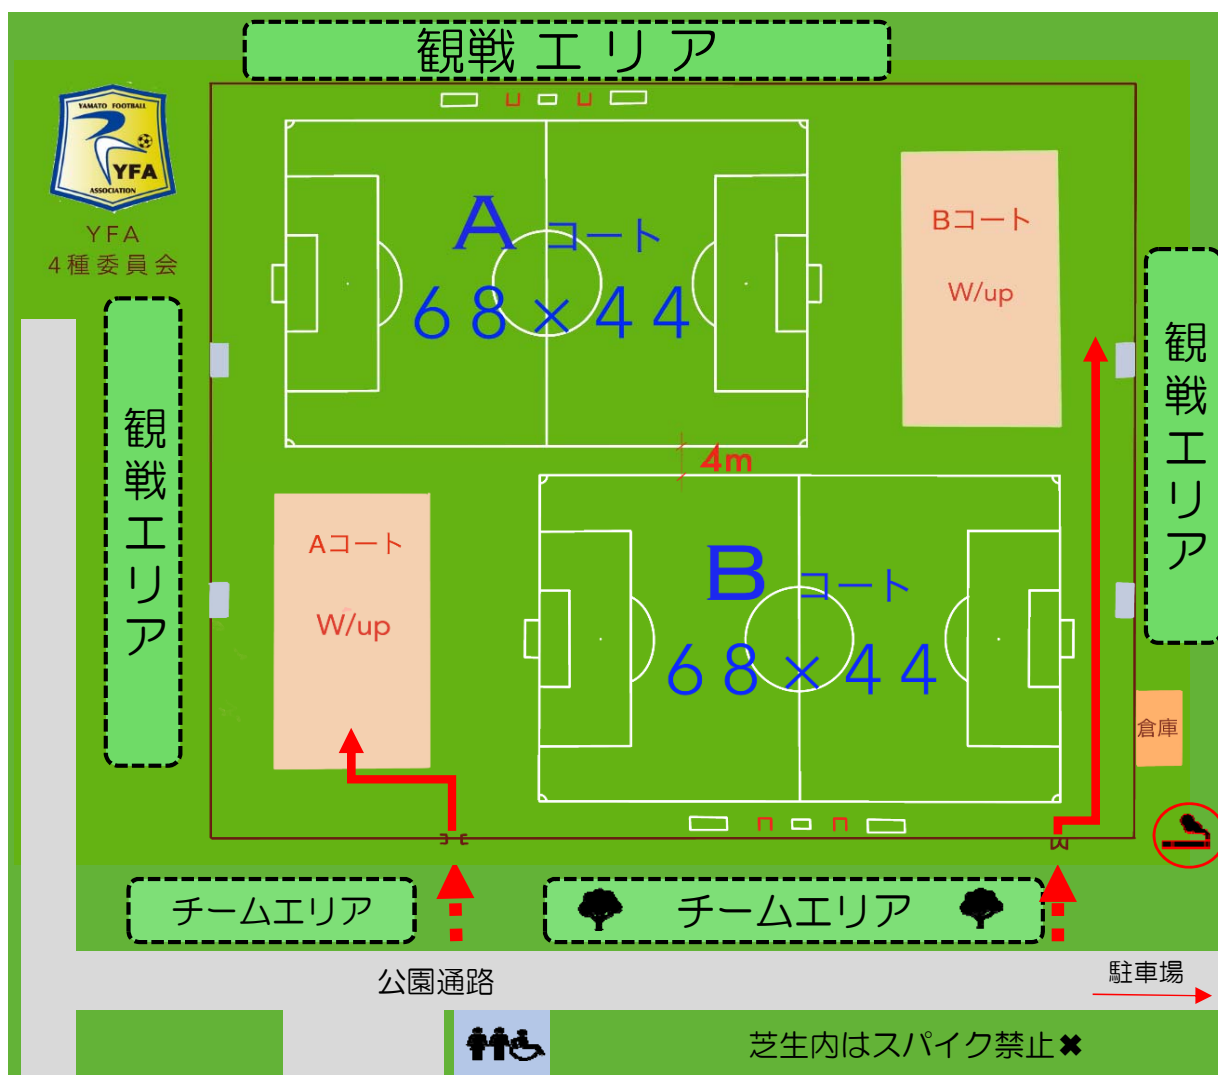 観戦エリア
YAMATO FOOTBALL
YFA
ASSOCIATION
YFA
4種委員会
A コート
68×44
Bコート
W/up
観戦エリア
観戦エリア
4m
Aコート
W/up
B コート
68×44
倉庫
チームエリア
チームエリア
公園通路
駐車場
芝生内はスパイク禁止✖